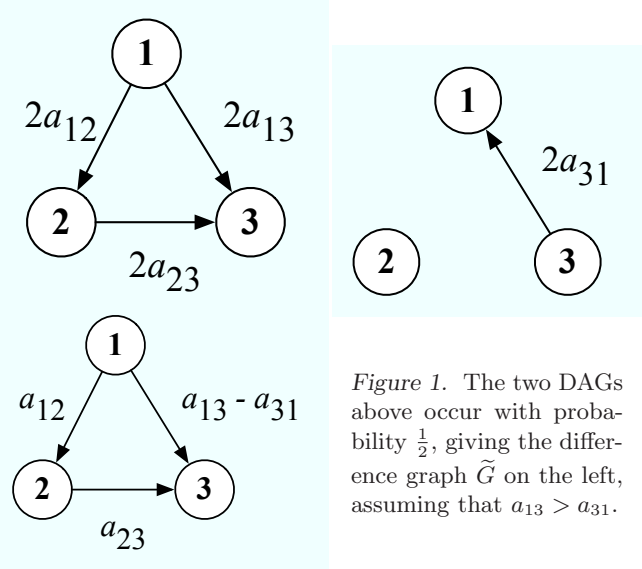 1
2a12
2a13
2
3
2a23
1
2a31
2
3
1
a12
a13 - a31
2
3
a23
Figure 1. The two DAGs
above occur with proba-
bility 1/2, giving the differ-
ence graph G̃ on the left,
assuming that a13 > a31.